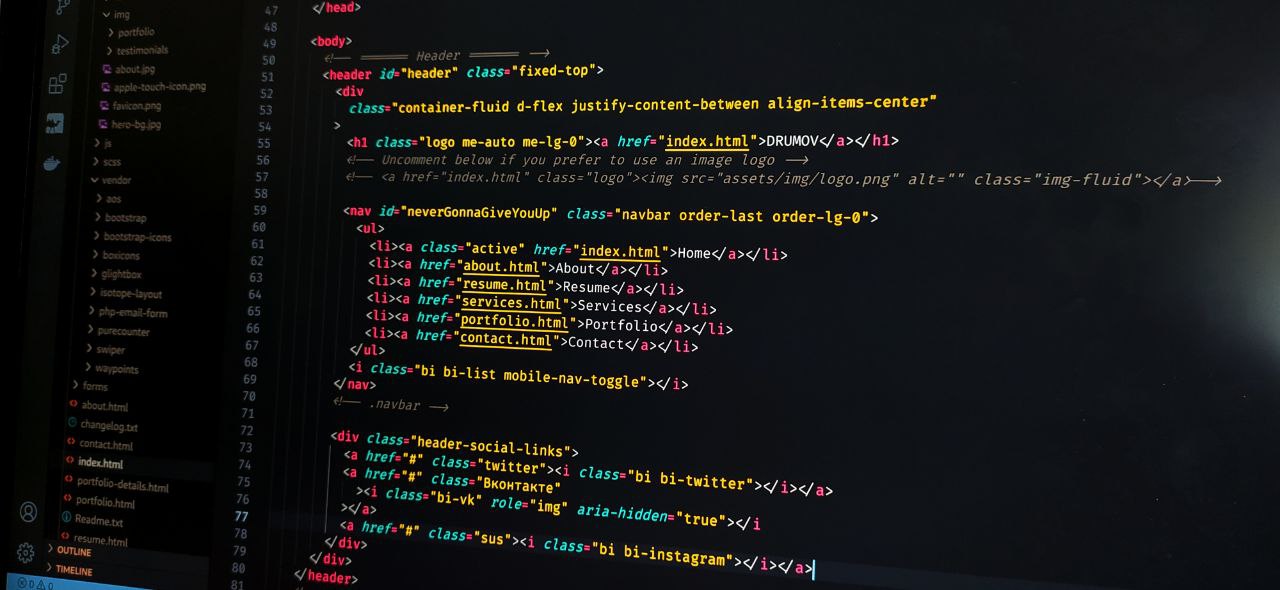 img
portfolio
testimonials
about.jpg
apple-touch-icon.png
favicon.png
hero-bg.jpg
js
scss
vendor
aos
bootstrap
bootstrap-icons
boxicons
glightbox
isotope-layout
php-email-form
purecounter
swiper
waypoints
forms
about.html
changelog.txt
contact.html
index.html
portfolio-details.html
portfolio.html
Readme.txt
resume.html
OUTLINE
TIMELINE
47 </head>
48
49 <body>
50 <!-- ======= Header ======= -->
51 <header id="header" class="fixed-top">
52 <div
53 class="container-fluid d-flex justify-content-between align-items-center"
54 >
55 <h1 class="logo me-auto me-lg-0"><a href="index.html">DRUMOV</a></h1>
56 <!-- Uncomment below if you prefer to use an image logo -->
57 <!-- <a href="index.html" class="logo"><img src="assets/img/logo.png" alt="" class="img-fluid"></a>-->
58
59 <nav id="neverGonnaGiveYouUp" class="navbar order-last order-lg-0">
60 <ul>
61 <li><a class="active" href="index.html">Home</a></li>
62 <li><a href="about.html">About</a></li>
63 <li><a href="resume.html">Resume</a></li>
64 <li><a href="services.html">Services</a></li>
65 <li><a href="portfolio.html">Portfolio</a></li>
66 <li><a href="contact.html">Contact</a></li>
67 </ul>
68 <i class="bi bi-list mobile-nav-toggle"></i>
69 </nav>
70 <!-- .navbar -->
71
72 <div class="header-social-links">
73 <a href="#" class="twitter"><i class="bi bi-twitter"></i></a>
74 <a href="#" class="Вконтакте"
75 ><i class="bi-vk" role="img" aria-hidden="true"></i
76 ></a>
77 <a href="#" class="sus"><i class="bi bi-instagram"></i></a>
78 </div>
79 </div>
80 </header>
81